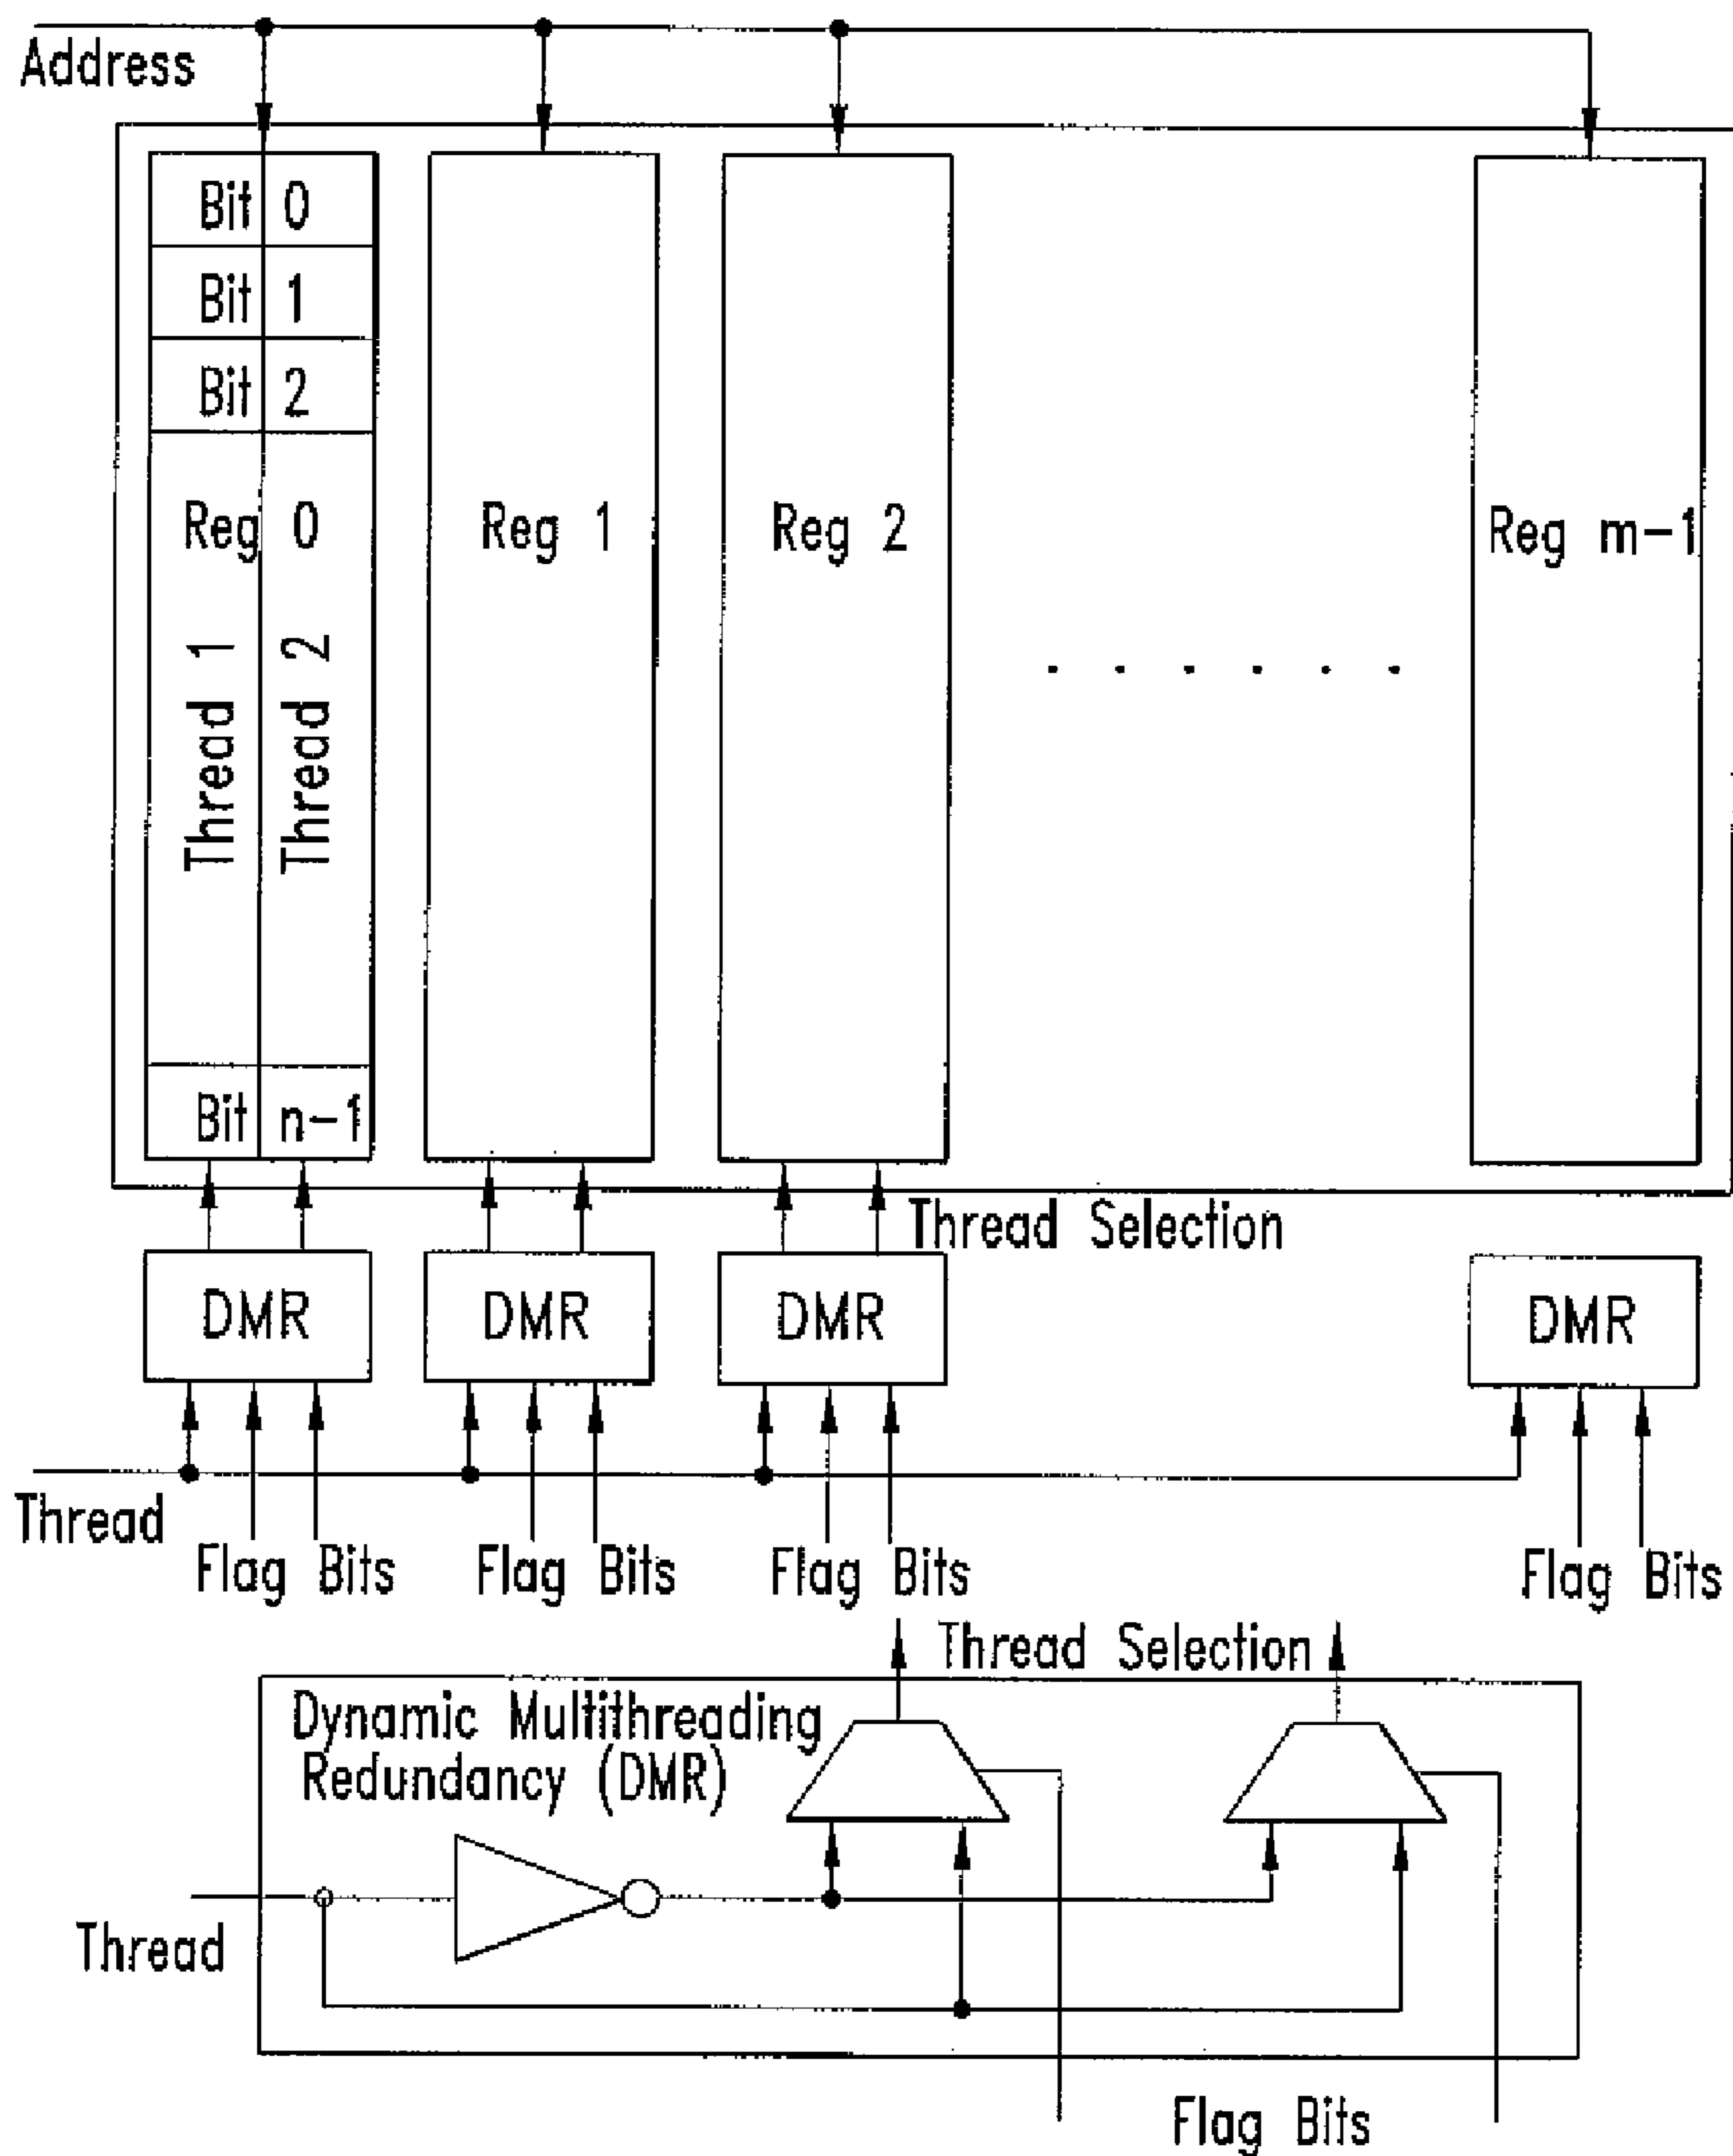 Address
Bit 0
Bit 1
Bit 2
Reg 0
Reg 1
Reg 2
Reg m-1
Thread 1
Thread 2
Bit n-1
Thread Selection
DMR
DMR
DMR
DMR
Thread
Flag Bits
Flag Bits
Flag Bits
Flag Bits
Thread Selection
Dynamic Multithreading
Redundancy (DMR)
Thread
Flag Bits